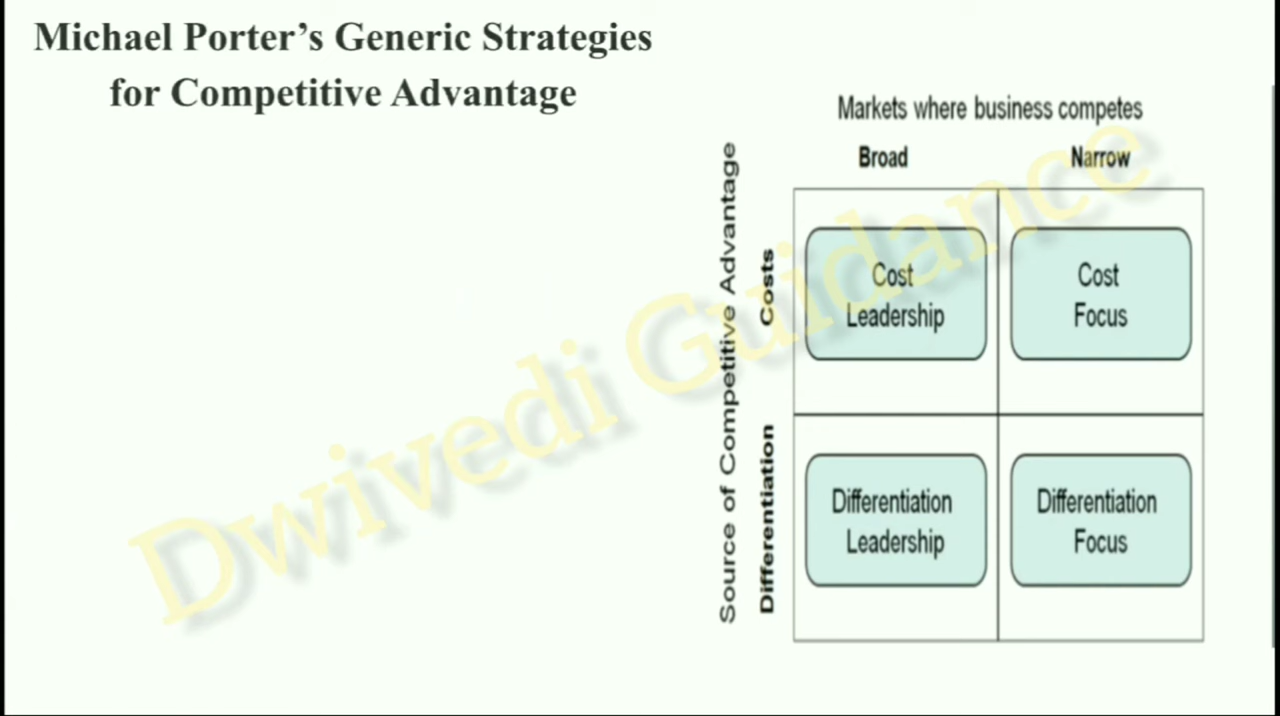 Michael Porter’s Generic Strategies
for Competitive Advantage
Markets where business competes
Broad
Narrow
Source of Competitive Advantage
Costs
Cost
Leadership
Cost
Focus
Differentiation
Differentiation
Leadership
Differentiation
Focus
Dwivedi Guidance